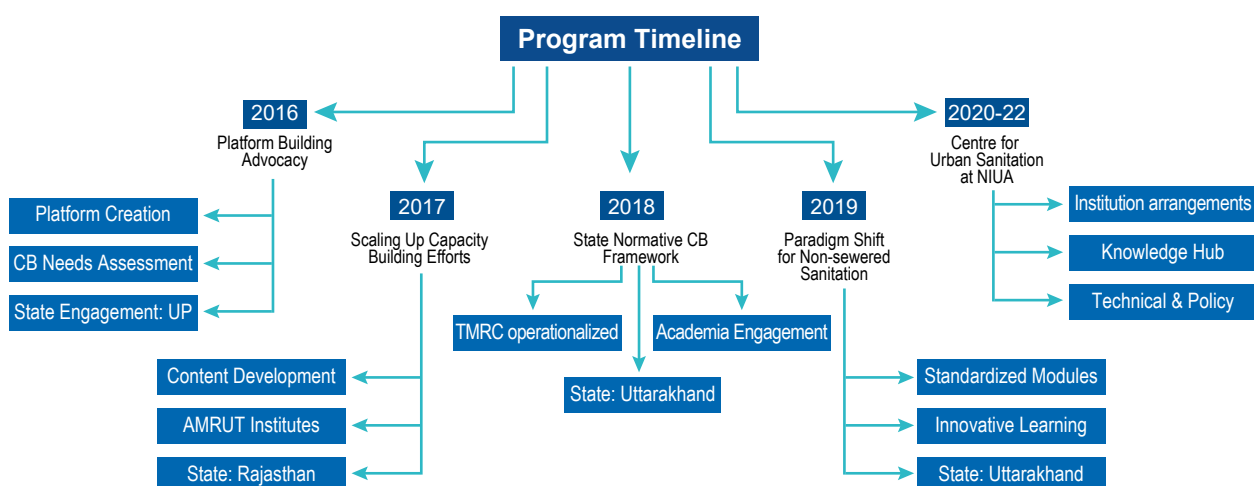 Program Timeline
2016
Platform Building
Advocacy
Platform Creation
CB Needs Assessment
State Engagement: UP
2017
Scaling Up Capacity
Building Efforts
Content Development
AMRUT Institutes
State: Rajasthan
2018
State Normative CB
Framework
TMRC operationalized
State: Uttarakhand
Academia Engagement
2019
Paradigm Shift
for Non-sewered
Sanitation
Standardized Modules
Innovative Learning
State: Uttarakhand
2020-22
Centre for
Urban Sanitation
at NIUA
Institution arrangements
Knowledge Hub
Technical & Policy